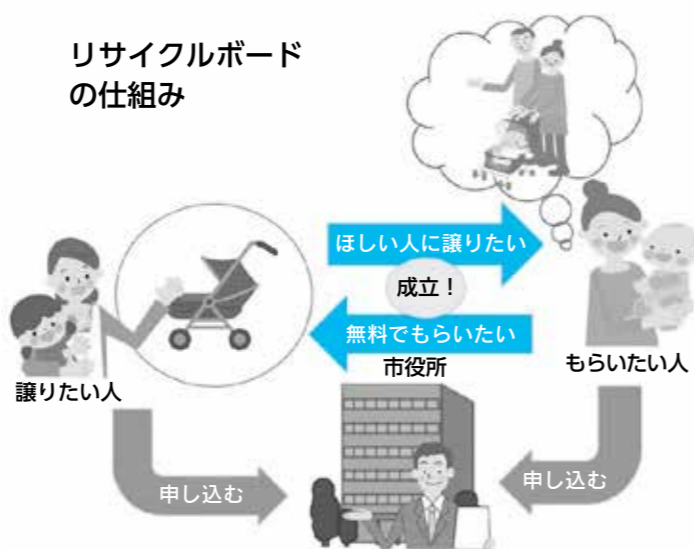 リサイクルボード
の仕組み
ほしい人に譲りたい
成立！
無料でもらいたい
市役所
譲りたい人
もらいたい人
申し込む
申し込む